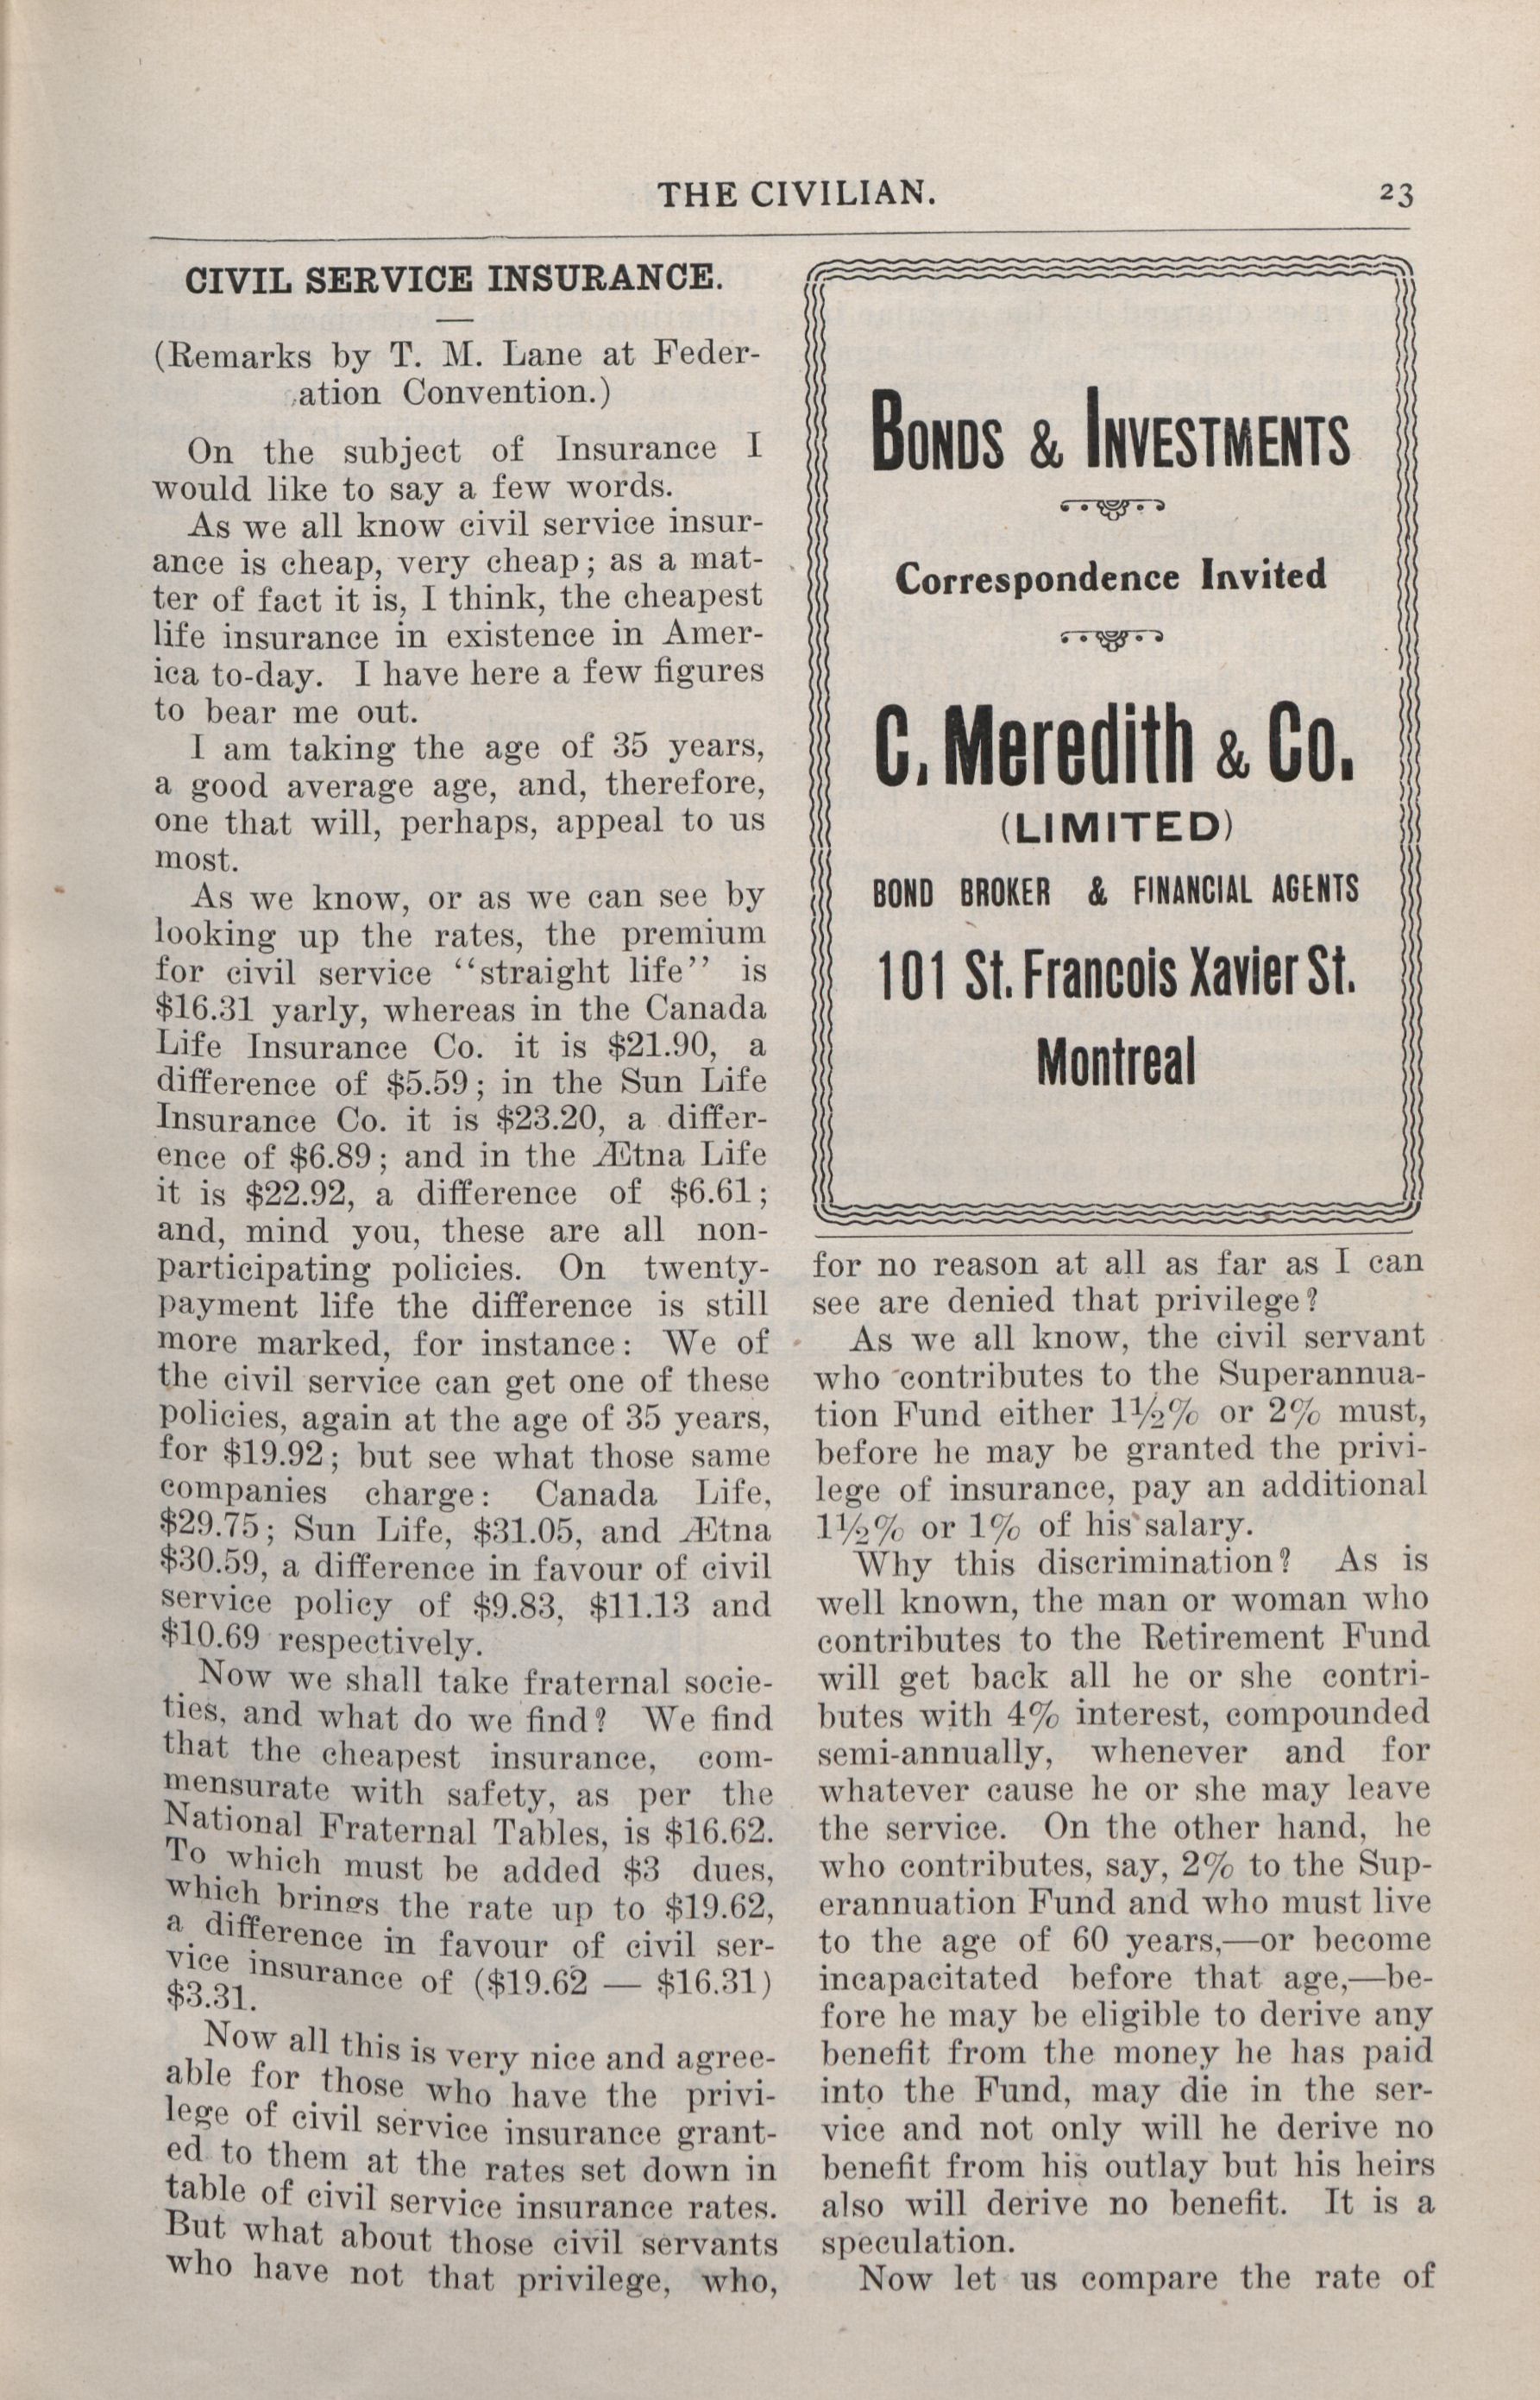 THE CIVILIAN.
23
CIVIL SERVICE INSURANCE.
(Remarks by T. M. Lane at Feder-
ation Convention.)
On the subject of Insurance I
would like to say a few words.
As we all know civil service insur-
ance is cheap, very cheap; as a mat-
ter of fact it is, I think, the cheapest
life insurance in existence in Amer-
ica to-day. I have here a few figures
to bear me out.
I am taking the age of 35 years,
a good average age, and, therefore,
one that will, perhaps, appeal to us
most.
As we know, or as we can see by
looking up the rates, the premium
for civil service "straight life" is
$16.31 yarly, whereas in the Canada
Life Insurance Co. it is $21.90, a
difference of $5.59; in the Sun Life
Insurance Co. it is $23.20, a differ-
ence of $6.89; and in the Ætna Life
it is $22.92, a difference of $6.61;
and, mind you, these are all non-
participating policies. On twenty-
payment life the difference is still
more marked, for instance: We of
the civil service can get one of these
policies, again at the age of 35 years,
for $19.92; but see what those same
companies charge: Canada Life,
$29.75; Sun Life, $31.05, and Ætna
$30.59, a difference in favour of civil
service policy of $9.83, $11.13 and
$10.69 respectively.
Now we shall take fraternal socie-
ties, and what do we find? We find
that the cheapest insurance, com-
mensurate with safety, as per the
National Fraternal Tables, is $16.62.
To which must be added $3 dues,
which brings the rate up to $19.62,
a difference in favour of civil ser-
vice insurance of ($19.62 — $16.31)
$3.31.
Now all this is very nice and agree-
able for those who have the privi-
lege of civil service insurance grant-
ed to them at the rates set down in
table of civil service insurance rates.
But what about those civil servants
who have not that privilege, who,
BONDS & INVESTMENTS
Correspondence Invited
C. Meredith & Co.
(LIMITED)
BOND BROKER & FINANCIAL AGENTS
101 St. Francois Xavier St.
Montreal
for no reason at all as far as I can
see are denied that privilege?
As we all know, the civil servant
who contributes to the Superannua-
tion Fund either 1½% or 2% must,
before he may be granted the privi-
lege of insurance, pay an additional
1½% or 1% of his salary.
Why this discrimination? As is
well known, the man or woman who
contributes to the Retirement Fund
will get back all he or she contri-
butes with 4% interest, compounded
semi-annually, whenever and for
whatever cause he or she may leave
the service. On the other hand, he
who contributes, say, 2% to the Sup-
erannuation Fund and who must live
to the age of 60 years,—or become
incapacitated before that age,—be-
fore he may be eligible to derive any
benefit from the money he has paid
into the Fund, may die in the ser-
vice and not only will he derive no
benefit from his outlay but his heirs
also will derive no benefit. It is a
speculation.
Now let us compare the rate of